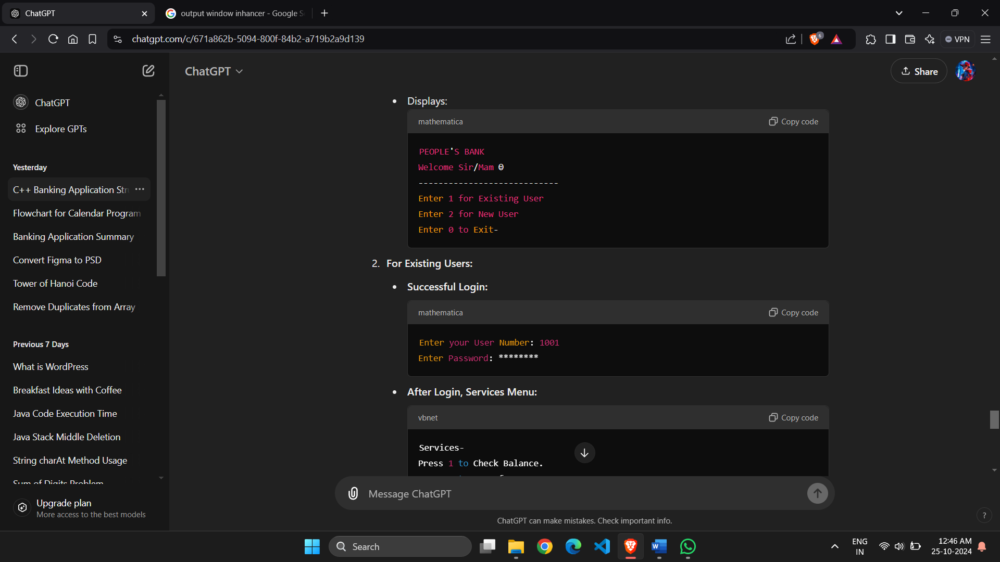 ChatGPT
output window inhancer - Google S
chatgpt.com/c/671a862b-5094-800f-84b2-a719b2a9d139
6
VPN
ChatGPT
Explore GPTs
Yesterday
C++ Banking Application Str
Flowchart for Calendar Program
Banking Application Summary
Convert Figma to PSD
Tower of Hanoi Code
Remove Duplicates from Array
Previous 7 Days
What is WordPress
Breakfast Ideas with Coffee
Java Code Execution Time
Java Stack Middle Deletion
String charAt Method Usage
Sum of Digits Problem
Upgrade plan
More access to the best models
ChatGPT
Share
Displays:
mathematica
Copy code
PEOPLE'S BANK
Welcome Sir/Mam
----------------------------
Enter 1 for Existing User
Enter 2 for New User
Enter 0 to Exit-
2. For Existing Users:
Successful Login:
mathematica
Copy code
Enter your User Number: 1001
Enter Password: ********
After Login, Services Menu:
vbnet
Copy code
Services-
Press 1 to Check Balance.
Message ChatGPT
ChatGPT can make mistakes. Check important info.
?
Search
ENG
IN
12:46 AM
25-10-2024